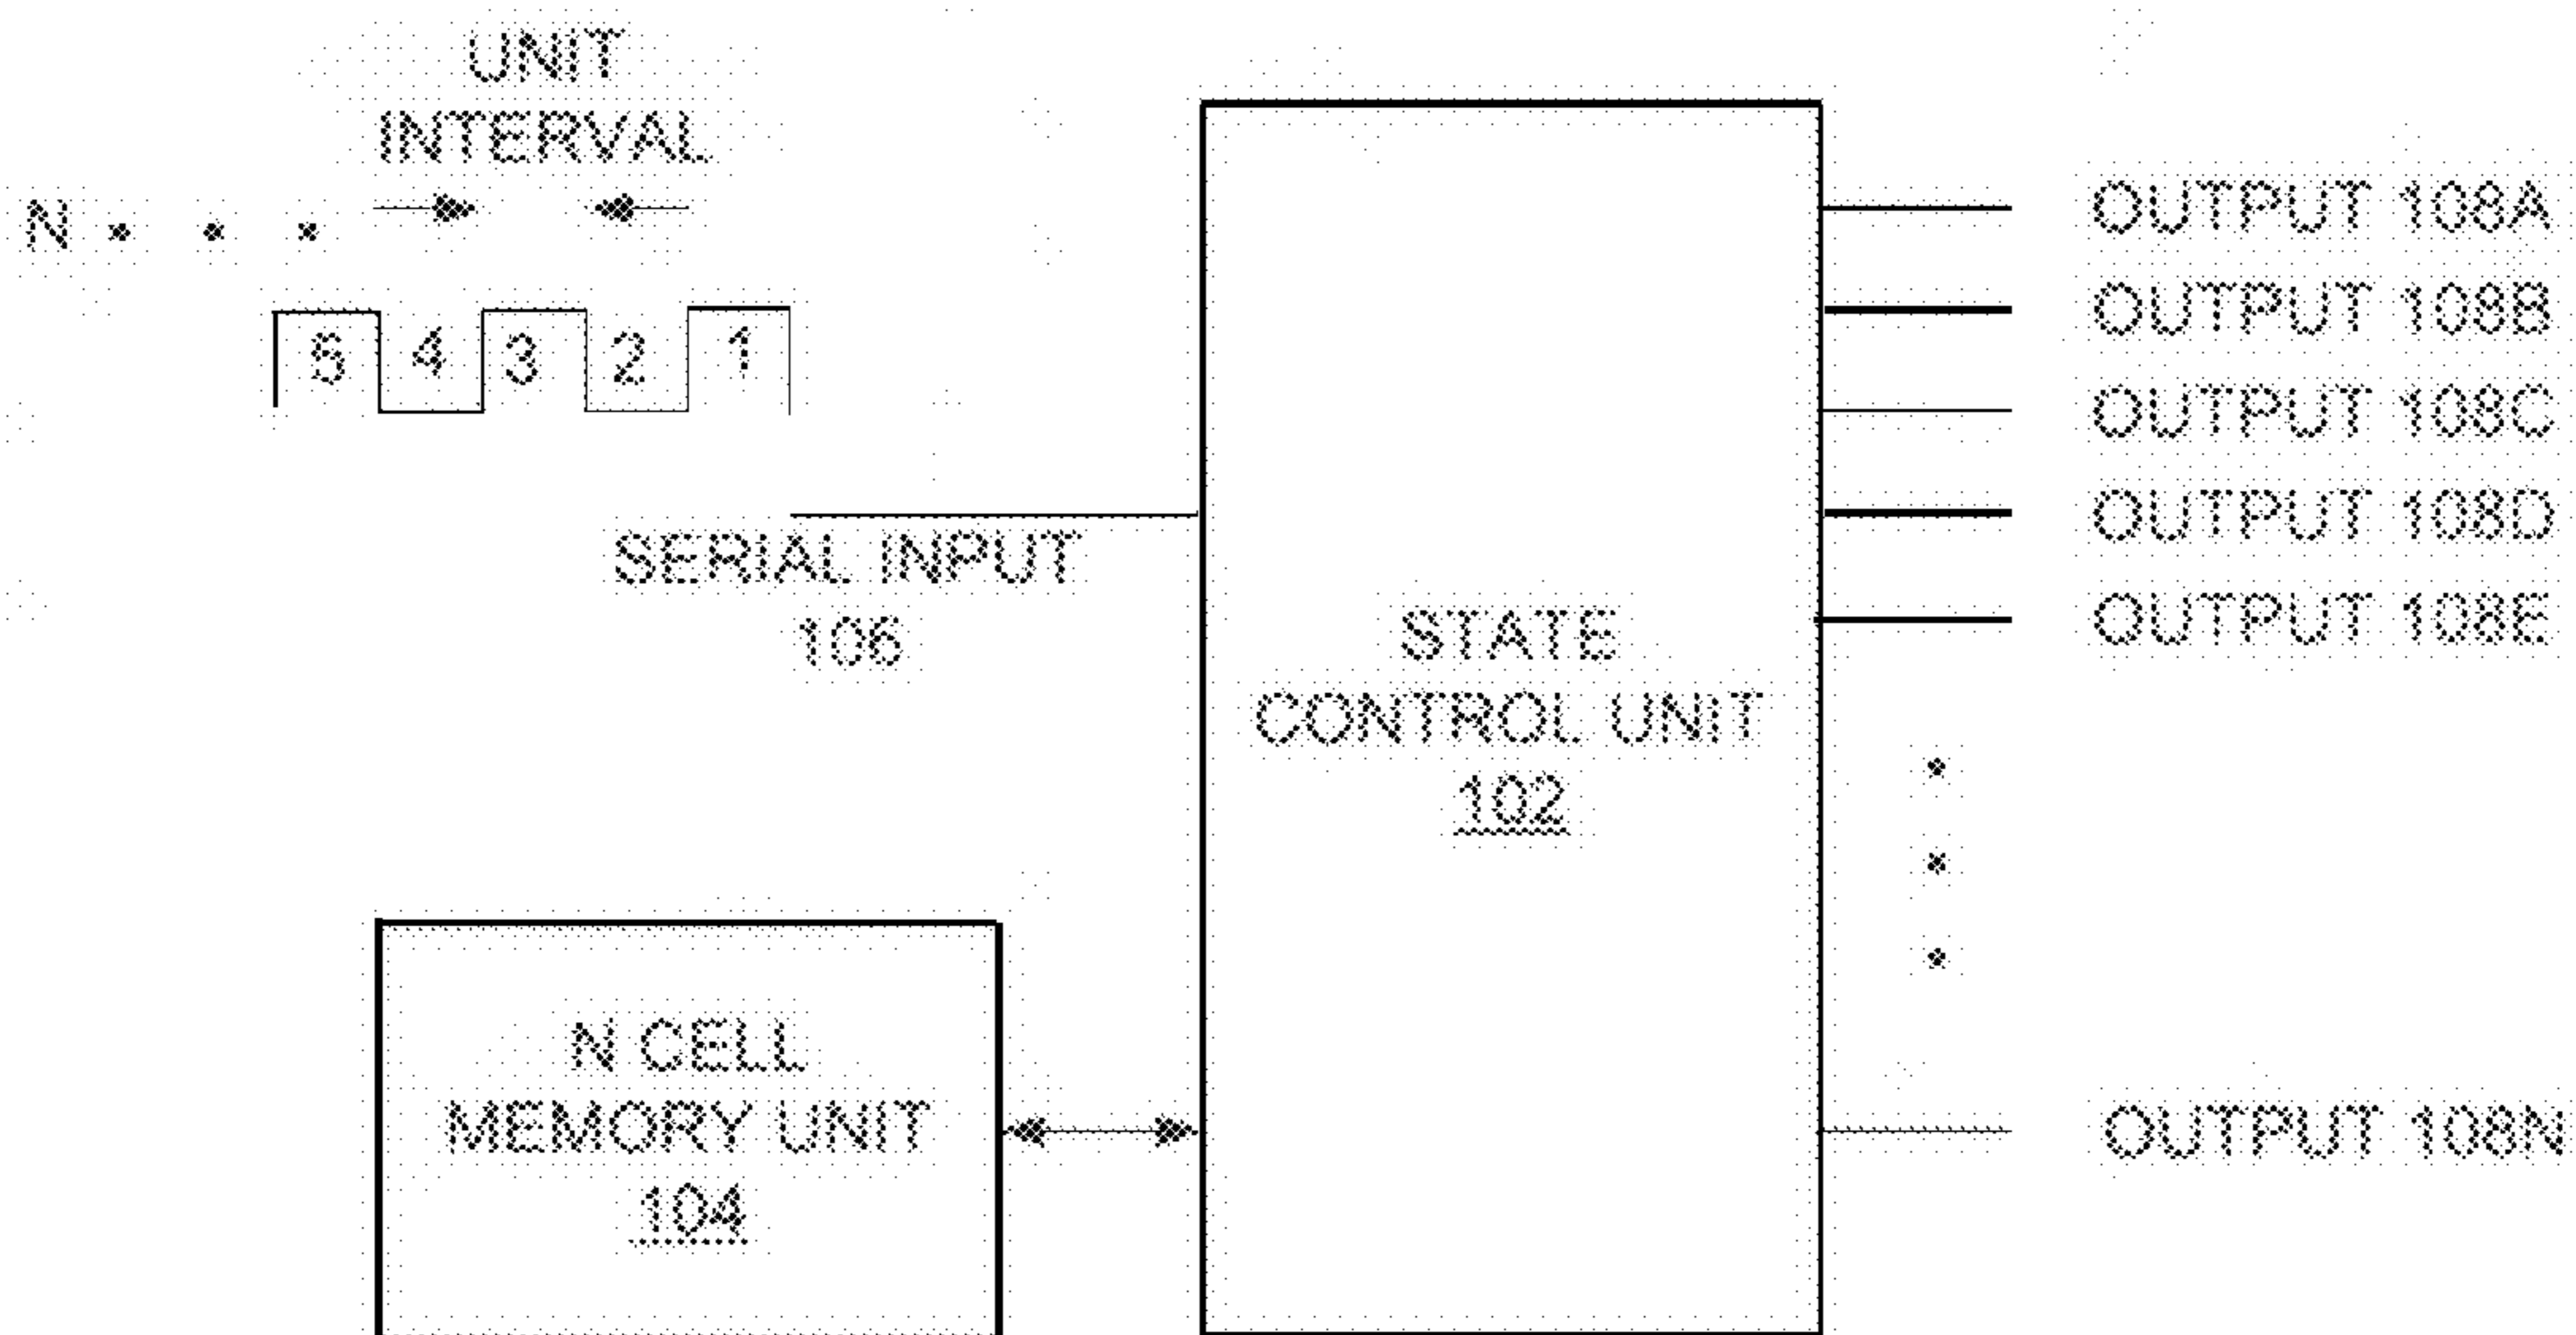 UNIT
INTERVAL
N . . .
5 4 3 2 1
SERIAL INPUT
106
STATE
CONTROL UNIT
102
N CELL
MEMORY UNIT
104
OUTPUT 108A
OUTPUT 108B
OUTPUT 108C
OUTPUT 108D
OUTPUT 108E
OUTPUT 108N